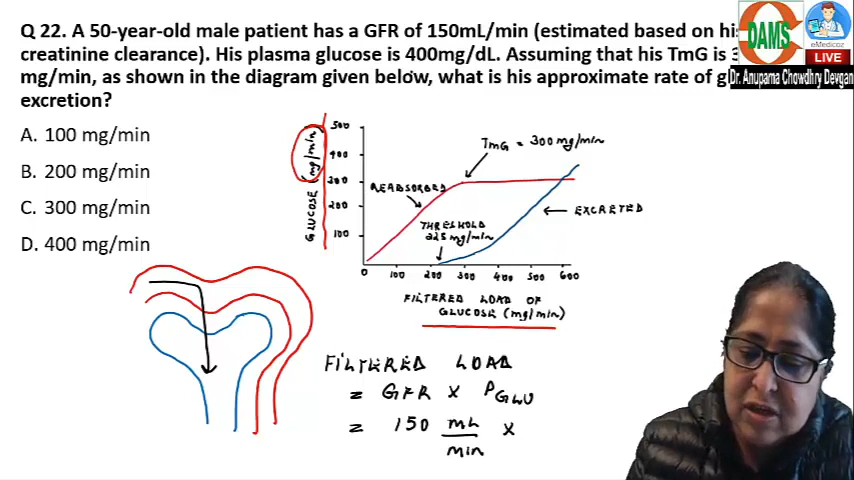 Q 22. A 50-year-old male patient has a GFR of 150mL/min (estimated based on his
creatinine clearance). His plasma glucose is 400mg/dL. Assuming that his TmG is
mg/min, as shown in the diagram given below, what is his approximate rate of
excretion?
A. 100 mg/min
B. 200 mg/min
C. 300 mg/min
D. 400 mg/min
DAMS
eMedicoz
LIVE
Dr. Anupama Chowdhry Devgan
GLUCOSE (mg/min)
500
400
300
200
100
TmG = 300 mg/min
REABSORBED
THRESHOLD
225 mg/min
EXCRETED
0 100 200 300 400 500 600
FILTERED LOAD OF
GLUCOSE (mg/min)
FILTERED LOAD
= GFR X PGLU
= 150 mL X
min